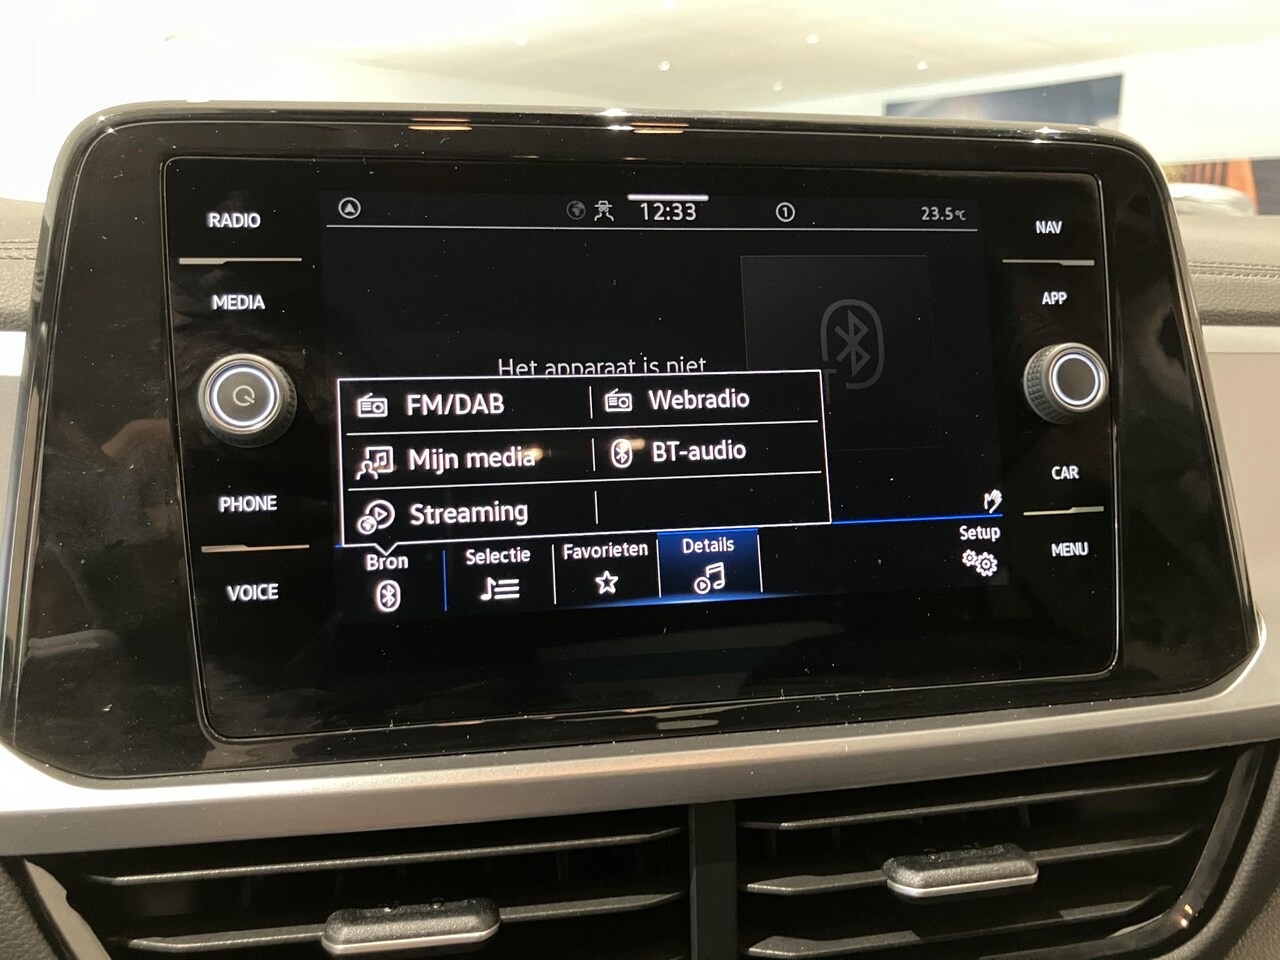 RADIO
MEDIA
PHONE
VOICE
12:33
1
23.5°C
Het apparaat is niet
FM/DAB
Webradio
Mijn media
BT-audio
Streaming
Bron
Selectie
Favorieten
Details
Setup
NAV
APP
CAR
MENU